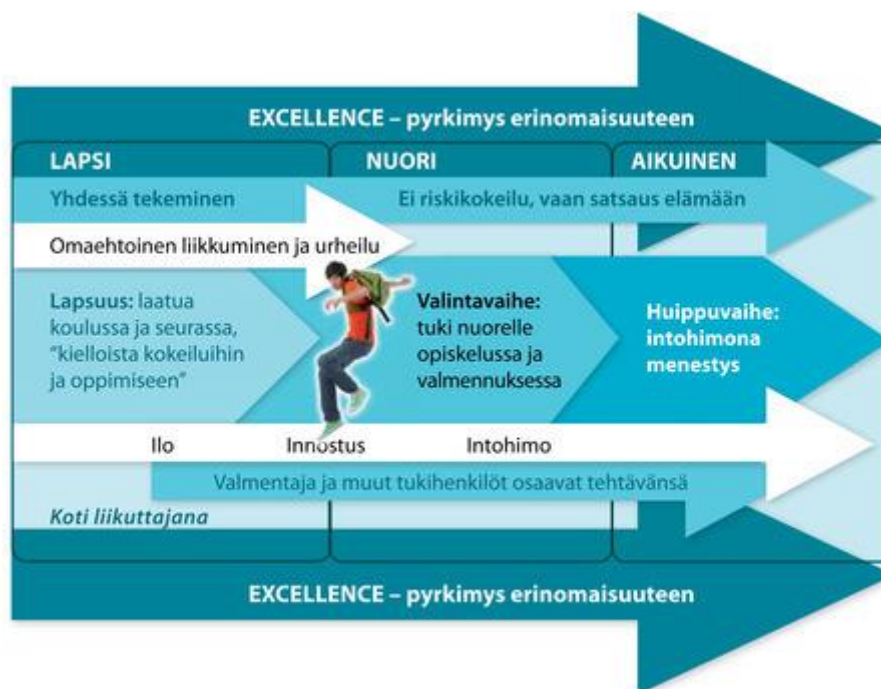 EXCELLENCE – pyrkimys erinomaisuuteen
LAPSI
NUORI
AIKUINEN
Yhdessä tekeminen
Ei riskikokeilu, vaan satsaus elämään
Omaehtoinen liikkuminen ja urheilu
Lapsuus: laatua
koulussa ja seurassa,
“kielloista kokeiluihin
ja oppimiseen”
Valintavaihe:
tuki nuorelle
opiskelussa ja
valmennuksessa
Huippuvaihe:
intohimona
menestys
Ilo
Innostus
Intohimo
Valmentaja ja muut tukihenkilöt osaavat tehtävänsä
Koti liikuttajana
EXCELLENCE – pyrkimys erinomaisuuteen